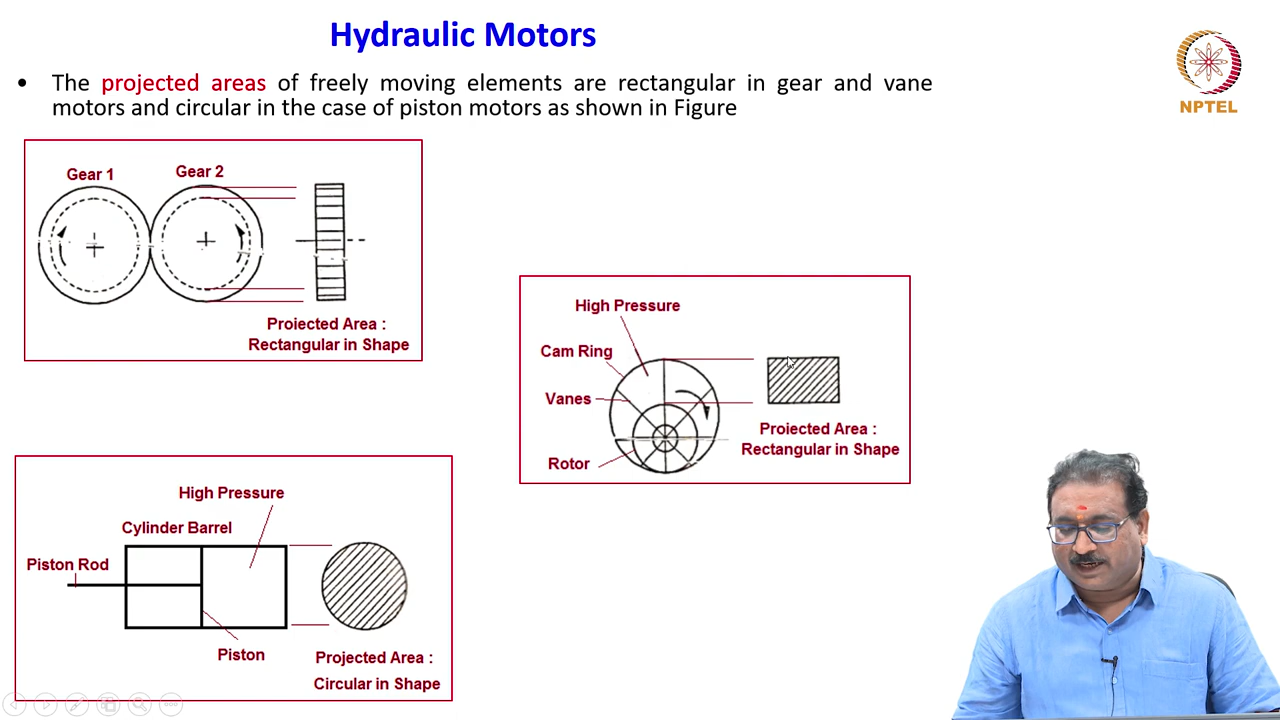 Hydraulic Motors
NPTEL
• The projected areas of freely moving elements are rectangular in gear and vane
motors and circular in the case of piston motors as shown in Figure
Gear 1
Gear 2
Proiected Area :
Rectangular in Shape
High Pressure
Cam Ring
Vanes
Rotor
Proiected Area :
Rectangular in Shape
High Pressure
Cylinder Barrel
Piston Rod
Piston
Projected Area :
Circular in Shape